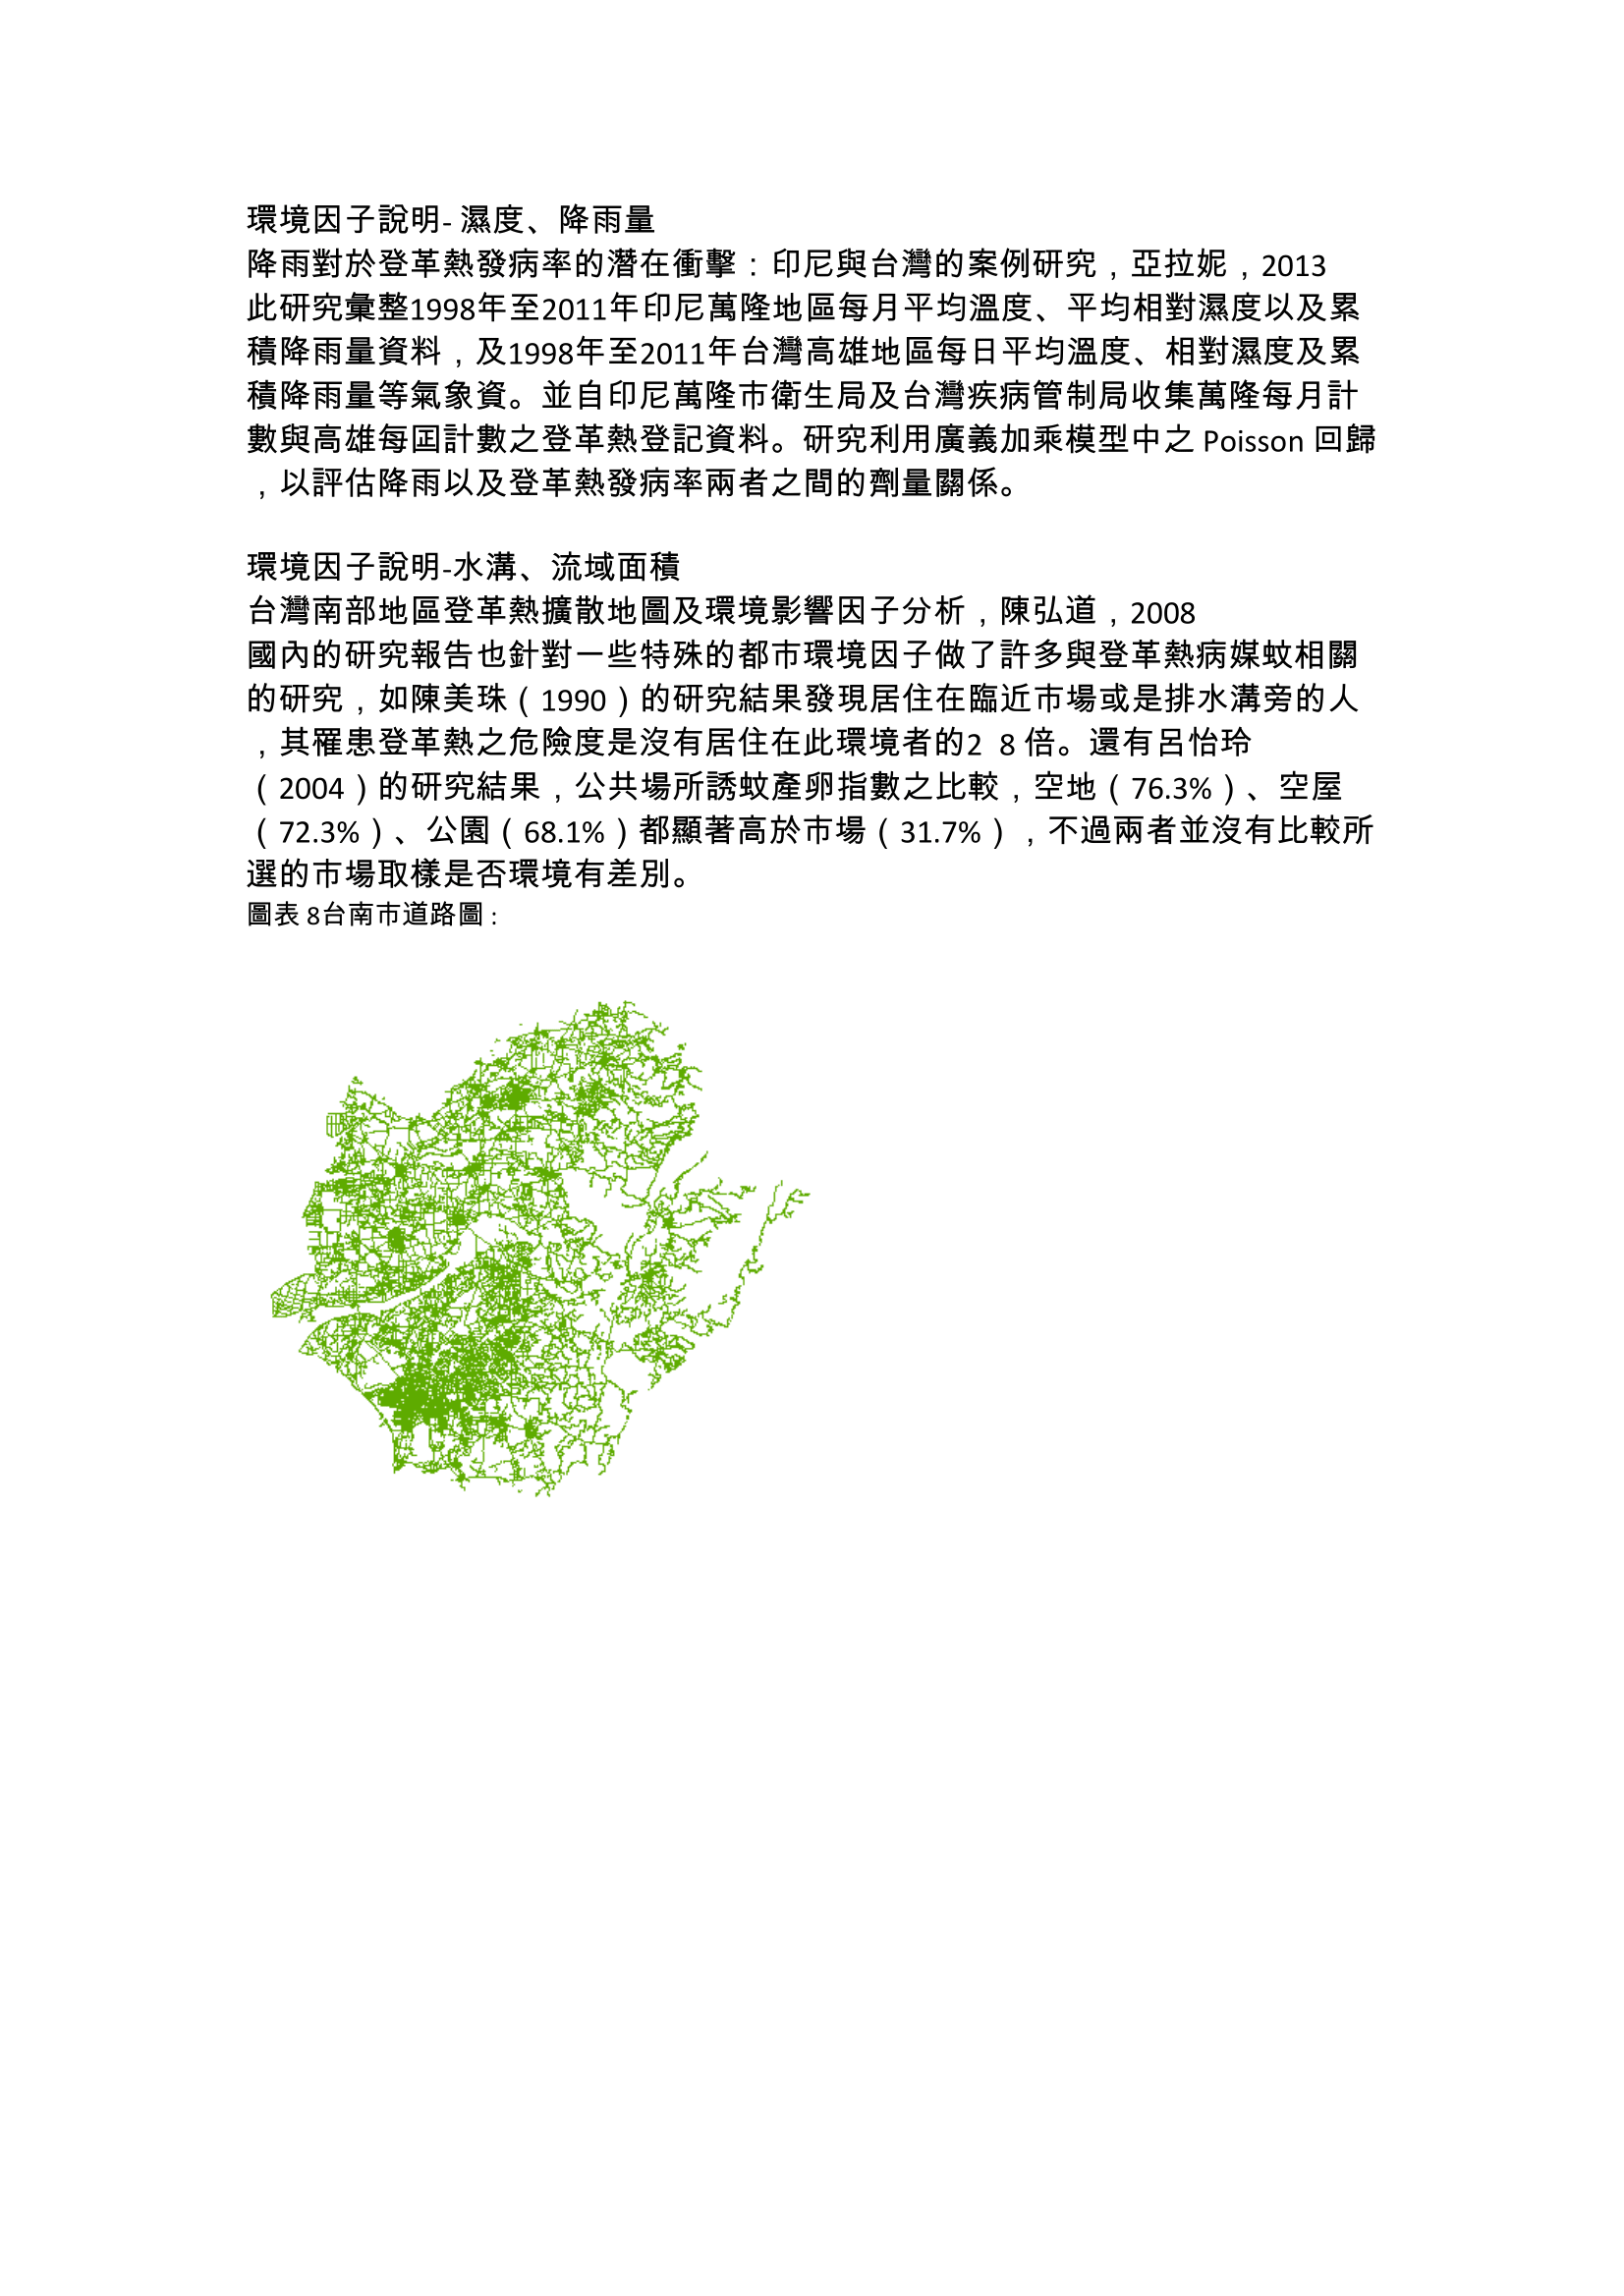 環境因子說明- 濕度、降雨量
降雨對於登革熱發病率的潛在衝擊：印尼與台灣的案例研究，亞拉妮，2013
此研究彙整1998年至2011年印尼萬隆地區每月平均溫度、平均相對濕度以及累
積降雨量資料，及1998年至2011年台灣高雄地區每日平均溫度、相對濕度及累
積降雨量等氣象資。並自印尼萬隆市衛生局及台灣疾病管制局收集萬隆每月計
數與高雄每囸計數之登革熱登記資料。研究利用廣義加乘模型中之 Poisson 回歸
，以評估降雨以及登革熱發病率兩者之間的劑量關係。
環境因子說明-水溝、流域面積
台灣南部地區登革熱擴散地圖及環境影響因子分析，陳弘道，2008
國內的研究報告也針對一些特殊的都市環境因子做了許多與登革熱病媒蚊相關
的研究，如陳美珠（1990）的研究結果發現居住在臨近市場或是排水溝旁的人
，其罹患登革熱之危險度是沒有居住在此環境者的2 8 倍。還有呂怡玲
（2004）的研究結果，公共場所誘蚊產卵指數之比較，空地（76.3%）、空屋
（72.3%）、公園（68.1%）都顯著高於市場（31.7%），不過兩者並沒有比較所
選的市場取樣是否環境有差別。
圖表 8台南市道路圖：